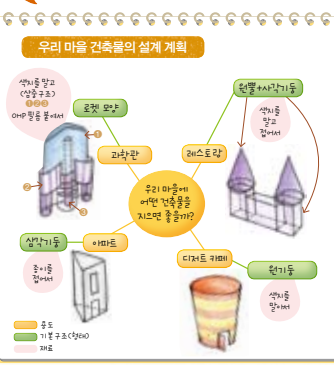 우리 마을 건축물의 설계 계획
색지를 말고
(삼중구조)
①②③
OHP 필름 붙여서
로켓 모양
과학관
①
②
③
원뿔+사각기둥
색지를
말고
접어서
레스토랑
우리 마을에
어떤 건축물을
지으면 좋을까?
삼각기둥
아파트
종이를
접어서
디저트 카페
원기둥
색지를
말아서
용도
기본구조(형태)
재료